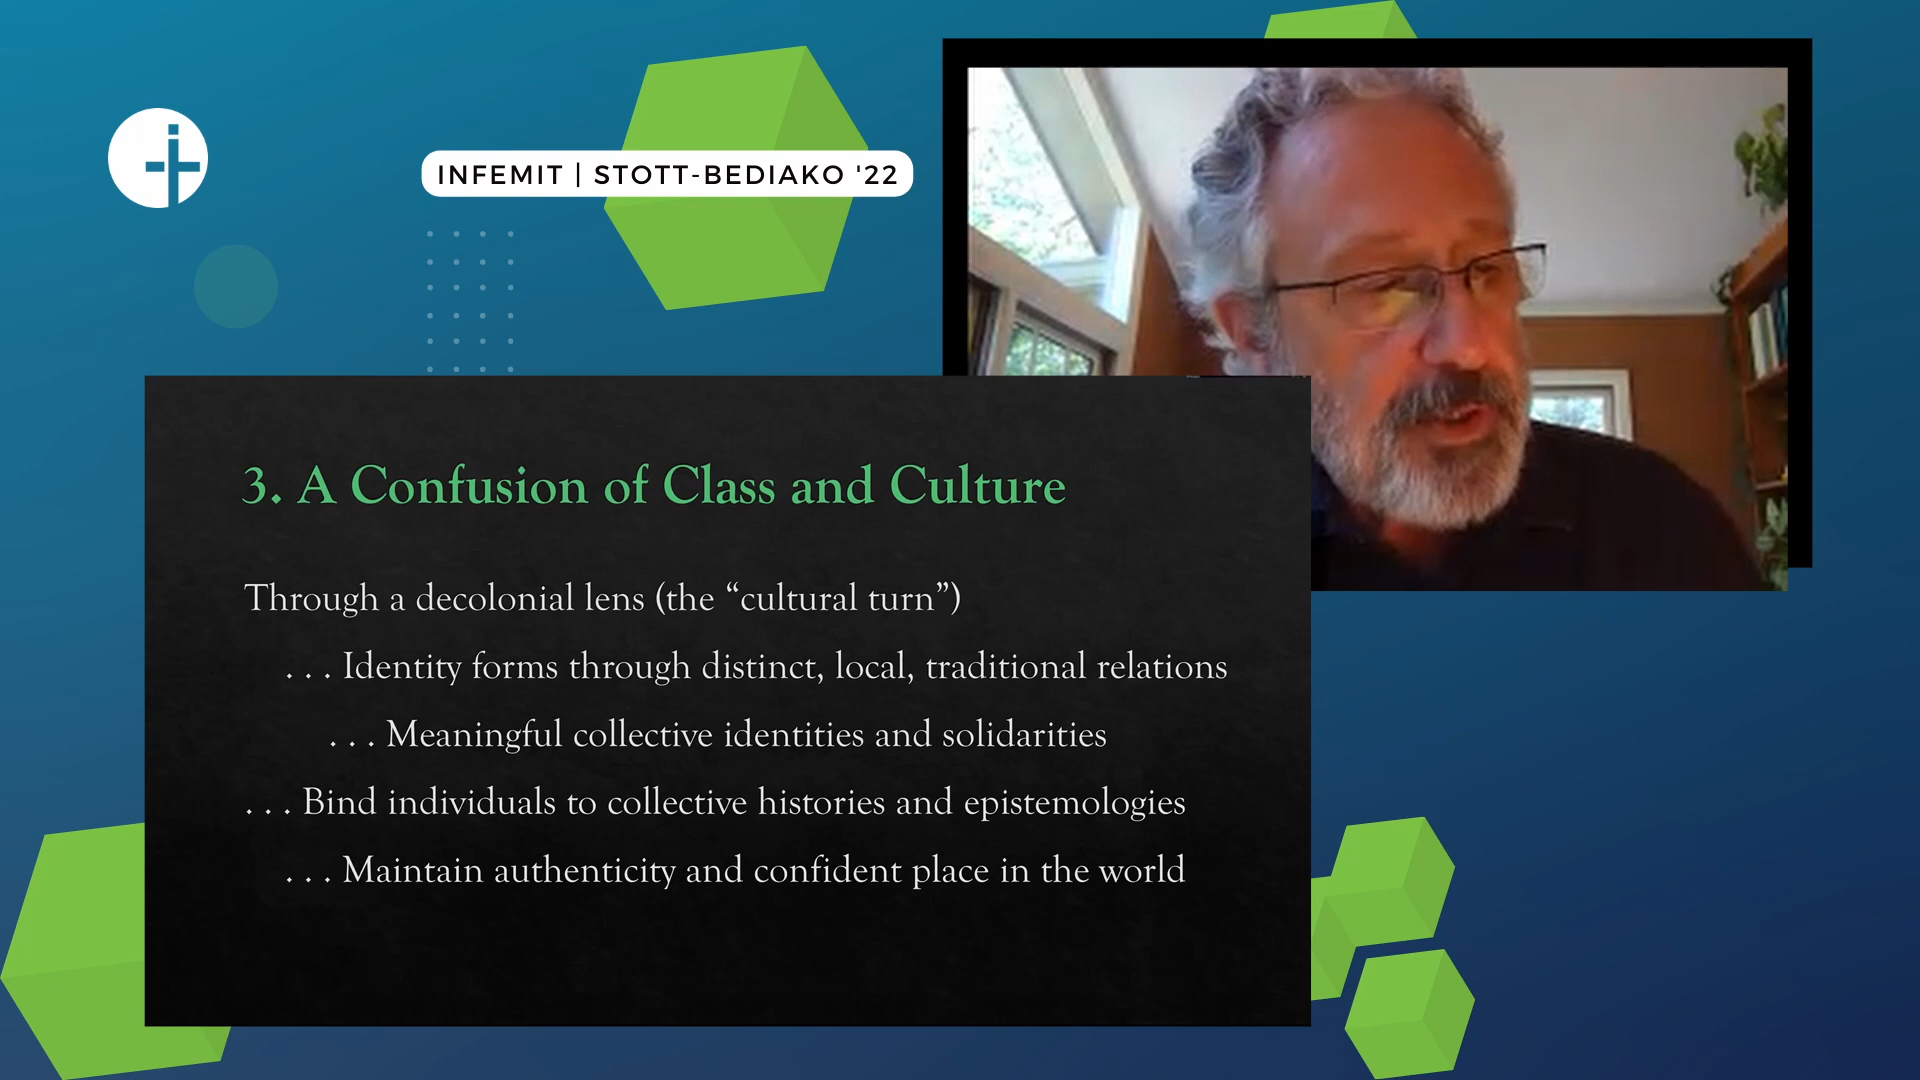 INFEMIT | STOTT-BEDIAKO '22
3. A Confusion of Class and Culture
Through a decolonial lens (the “cultural turn”)
. . . Identity forms through distinct, local, traditional relations
. . . Meaningful collective identities and solidarities
. . . Bind individuals to collective histories and epistemologies
. . . Maintain authenticity and confident place in the world